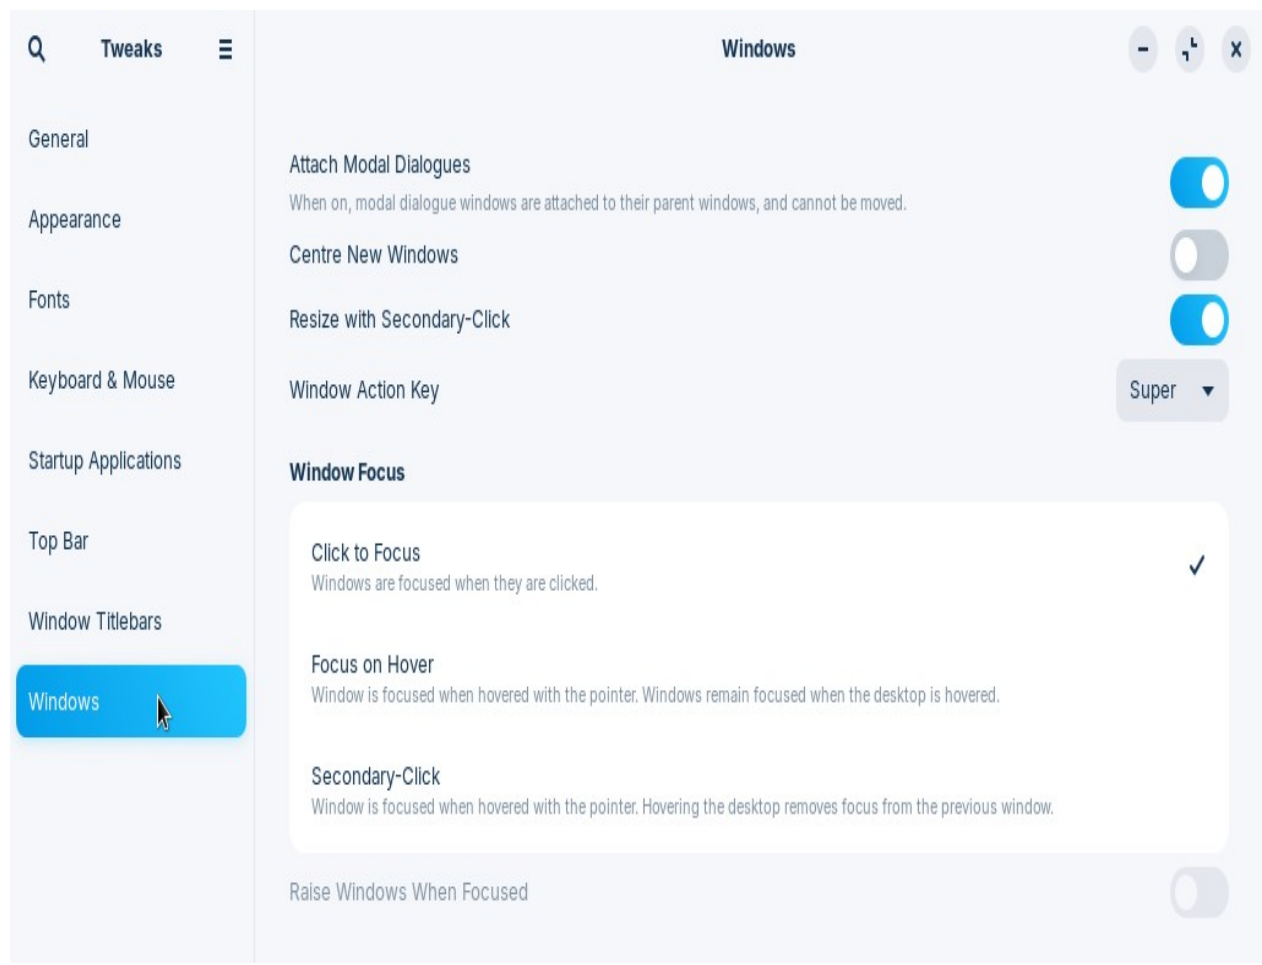 Tweaks
Windows
General
Appearance
Fonts
Keyboard & Mouse
Startup Applications
Top Bar
Window Titlebars
Windows
Attach Modal Dialogues
When on, modal dialogue windows are attached to their parent windows, and cannot be moved.
Centre New Windows
Resize with Secondary-Click
Window Action Key
Super
Window Focus
Click to Focus
Windows are focused when they are clicked.
Focus on Hover
Window is focused when hovered with the pointer. Windows remain focused when the desktop is hovered.
Secondary-Click
Window is focused when hovered with the pointer. Hovering the desktop removes focus from the previous window.
Raise Windows When Focused